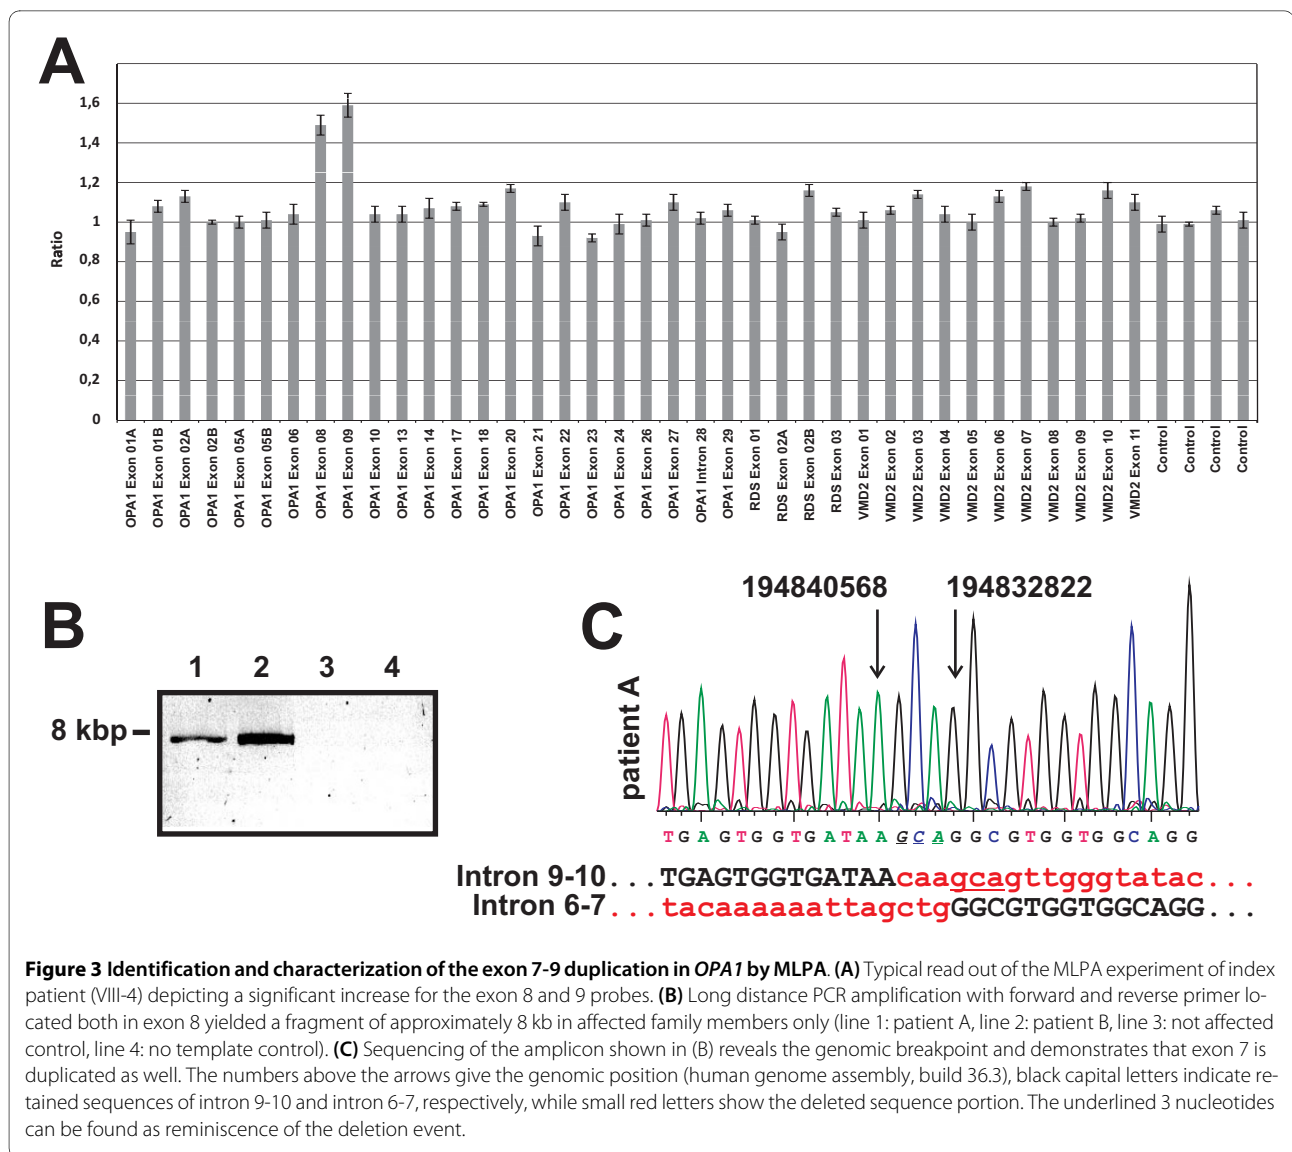 A
Ratio
1,6
1,4
1,2
1
0,8
0,6
0,4
0,2
0
OPA1 Exon 01A
OPA1 Exon 01B
OPA1 Exon 02A
OPA1 Exon 02B
OPA1 Exon 05A
OPA1 Exon 05B
OPA1 Exon 06
OPA1 Exon 08
OPA1 Exon 09
OPA1 Exon 10
OPA1 Exon 13
OPA1 Exon 14
OPA1 Exon 17
OPA1 Exon 18
OPA1 Exon 20
OPA1 Exon 21
OPA1 Exon 22
OPA1 Exon 23
OPA1 Exon 24
OPA1 Exon 26
OPA1 Exon 27
OPA1 Intron 28
OPA1 Exon 29
RDS Exon 01
RDS Exon 02A
RDS Exon 02B
RDS Exon 03
VMD2 Exon 01
VMD2 Exon 02
VMD2 Exon 03
VMD2 Exon 04
VMD2 Exon 05
VMD2 Exon 06
VMD2 Exon 07
VMD2 Exon 08
VMD2 Exon 09
VMD2 Exon 10
VMD2 Exon 11
Control
Control
Control
Control
B
1 2 3 4
8 kbp
C
194840568 194832822
patient A
T G A G T G G T G A T A A G C A G G C G T G G T G G C A G G
Intron 9-10...TGAGTGGTGATAAcaagcagttgggtatac...
Intron 6-7...tacaaaaaattagctgGGCGTGGTGGCAGG...
Figure 3 Identification and characterization of the exon 7-9 duplication in OPA1 by MLPA. (A) Typical read out of the MLPA experiment of index
patient (VIII-4) depicting a significant increase for the exon 8 and 9 probes. (B) Long distance PCR amplification with forward and reverse primer lo-
cated both in exon 8 yielded a fragment of approximately 8 kb in affected family members only (line 1: patient A, line 2: patient B, line 3: not affected
control, line 4: no template control). (C) Sequencing of the amplicon shown in (B) reveals the genomic breakpoint and demonstrates that exon 7 is
duplicated as well. The numbers above the arrows give the genomic position (human genome assembly, build 36.3), black capital letters indicate re-
tained sequences of intron 9-10 and intron 6-7, respectively, while small red letters show the deleted sequence portion. The underlined 3 nucleotides
can be found as reminiscence of the deletion event.